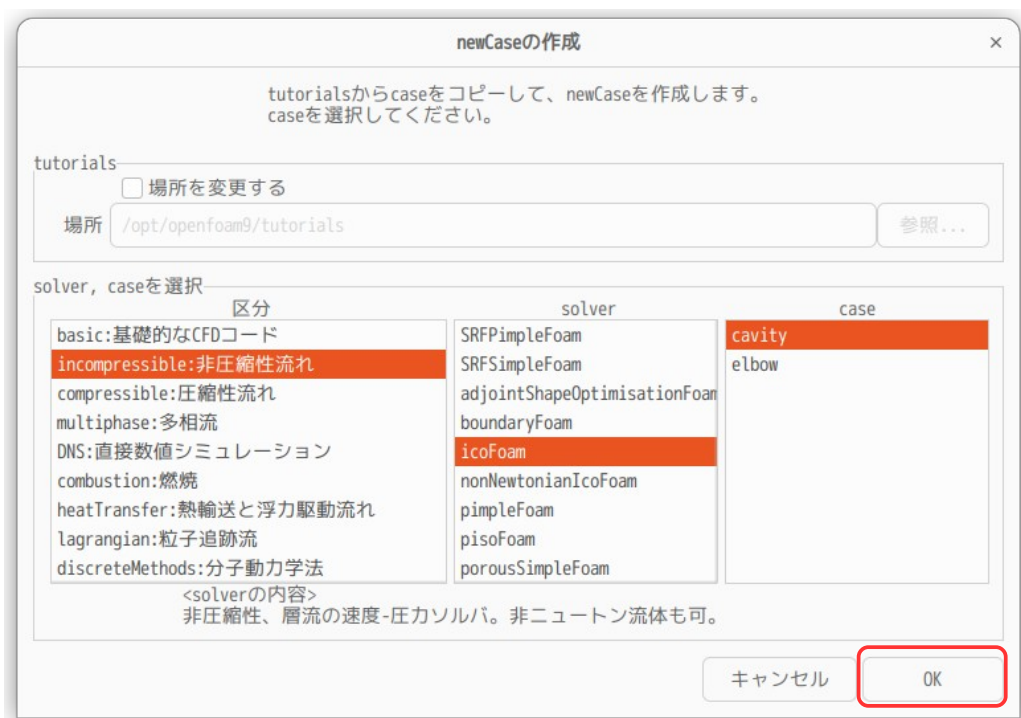 newCaseの作成
×
tutorialsからcaseをコピーして、newCaseを作成します。
caseを選択してください。
tutorials
場所を変更する
場所
/opt/openfoam9/tutorials
参照...
solver, caseを選択
区分
basic:基礎的なCFDコード
incompressible:非圧縮性流れ
compressible:圧縮性流れ
multiphase:多相流
DNS:直接数値シミュレーション
combustion:燃焼
heatTransfer:熱輸送と浮力駆動流れ
lagrangian:粒子追跡流
discreteMethods:分子動力学法
solver
SRFPimpleFoam
SRFSimpleFoam
adjointShapeOptimisationFoam
boundaryFoam
icoFoam
nonNewtonianIcoFoam
pimpleFoam
pisoFoam
porousSimpleFoam
case
cavity
elbow
<solverの内容>
非圧縮性、層流の速度-圧力ソルバ。非ニュートン流体も可。
キャンセル
OK